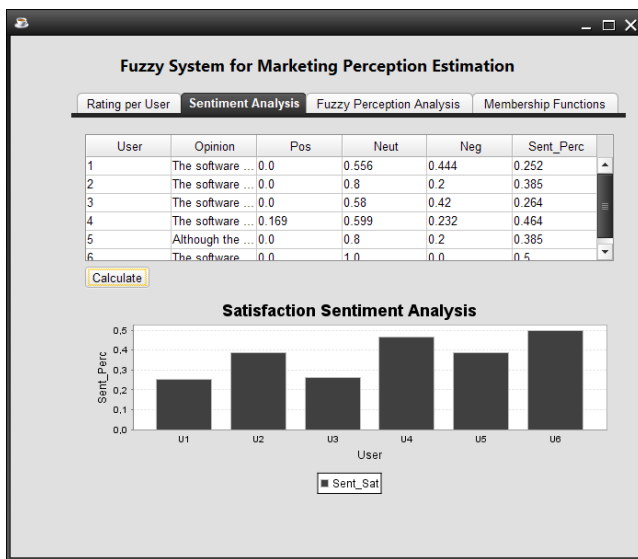 Fuzzy System for Marketing Perception Estimation
Rating per User Sentiment Analysis Fuzzy Perception Analysis Membership Functions
User Opinion Pos Neut Neg Sent_Perc
1 The software ... 0.0 0.556 0.444 0.252
2 The software ... 0.0 0.8 0.2 0.385
3 The software ... 0.0 0.58 0.42 0.264
4 The software ... 0.169 0.599 0.232 0.464
5 Although the ... 0.0 0.8 0.2 0.385
6 The software ... 0.0 1.0 0.0 0.5
Calculate
Satisfaction Sentiment Analysis
0,5
0,4
0,3
0,2
0,1
0,0
Sent_Perc
U1 U2 U3 U4 U5 U6
User
Sent_Sat